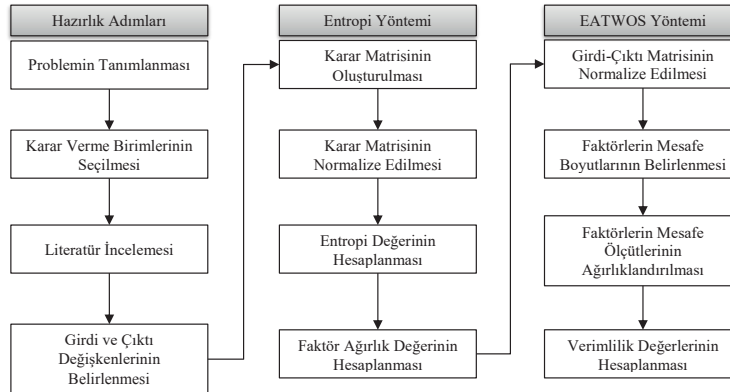 Hazırlık Adımları
Problemin Tanımlanması
Karar Verme Birimlerinin
Seçilmesi
Literatür İncelemesi
Girdi ve Çıktı
Değişkenlerinin
Belirlenmesi
Entropi Yöntemi
Karar Matrisinin
Oluşturulması
Karar Matrisinin
Normalize Edilmesi
Entropi Değerinin
Hesaplanması
Faktör Ağırlık Değerinin
Hesaplanması
EATWOS Yöntemi
Girdi-Çıktı Matrisinin
Normalize Edilmesi
Faktörlerin Mesafe
Boyutlarının Belirlenmesi
Faktörlerin Mesafe
Ölçütlerinin
Ağırlıklandırılması
Verimlilik Değerlerinin
Hesaplanması